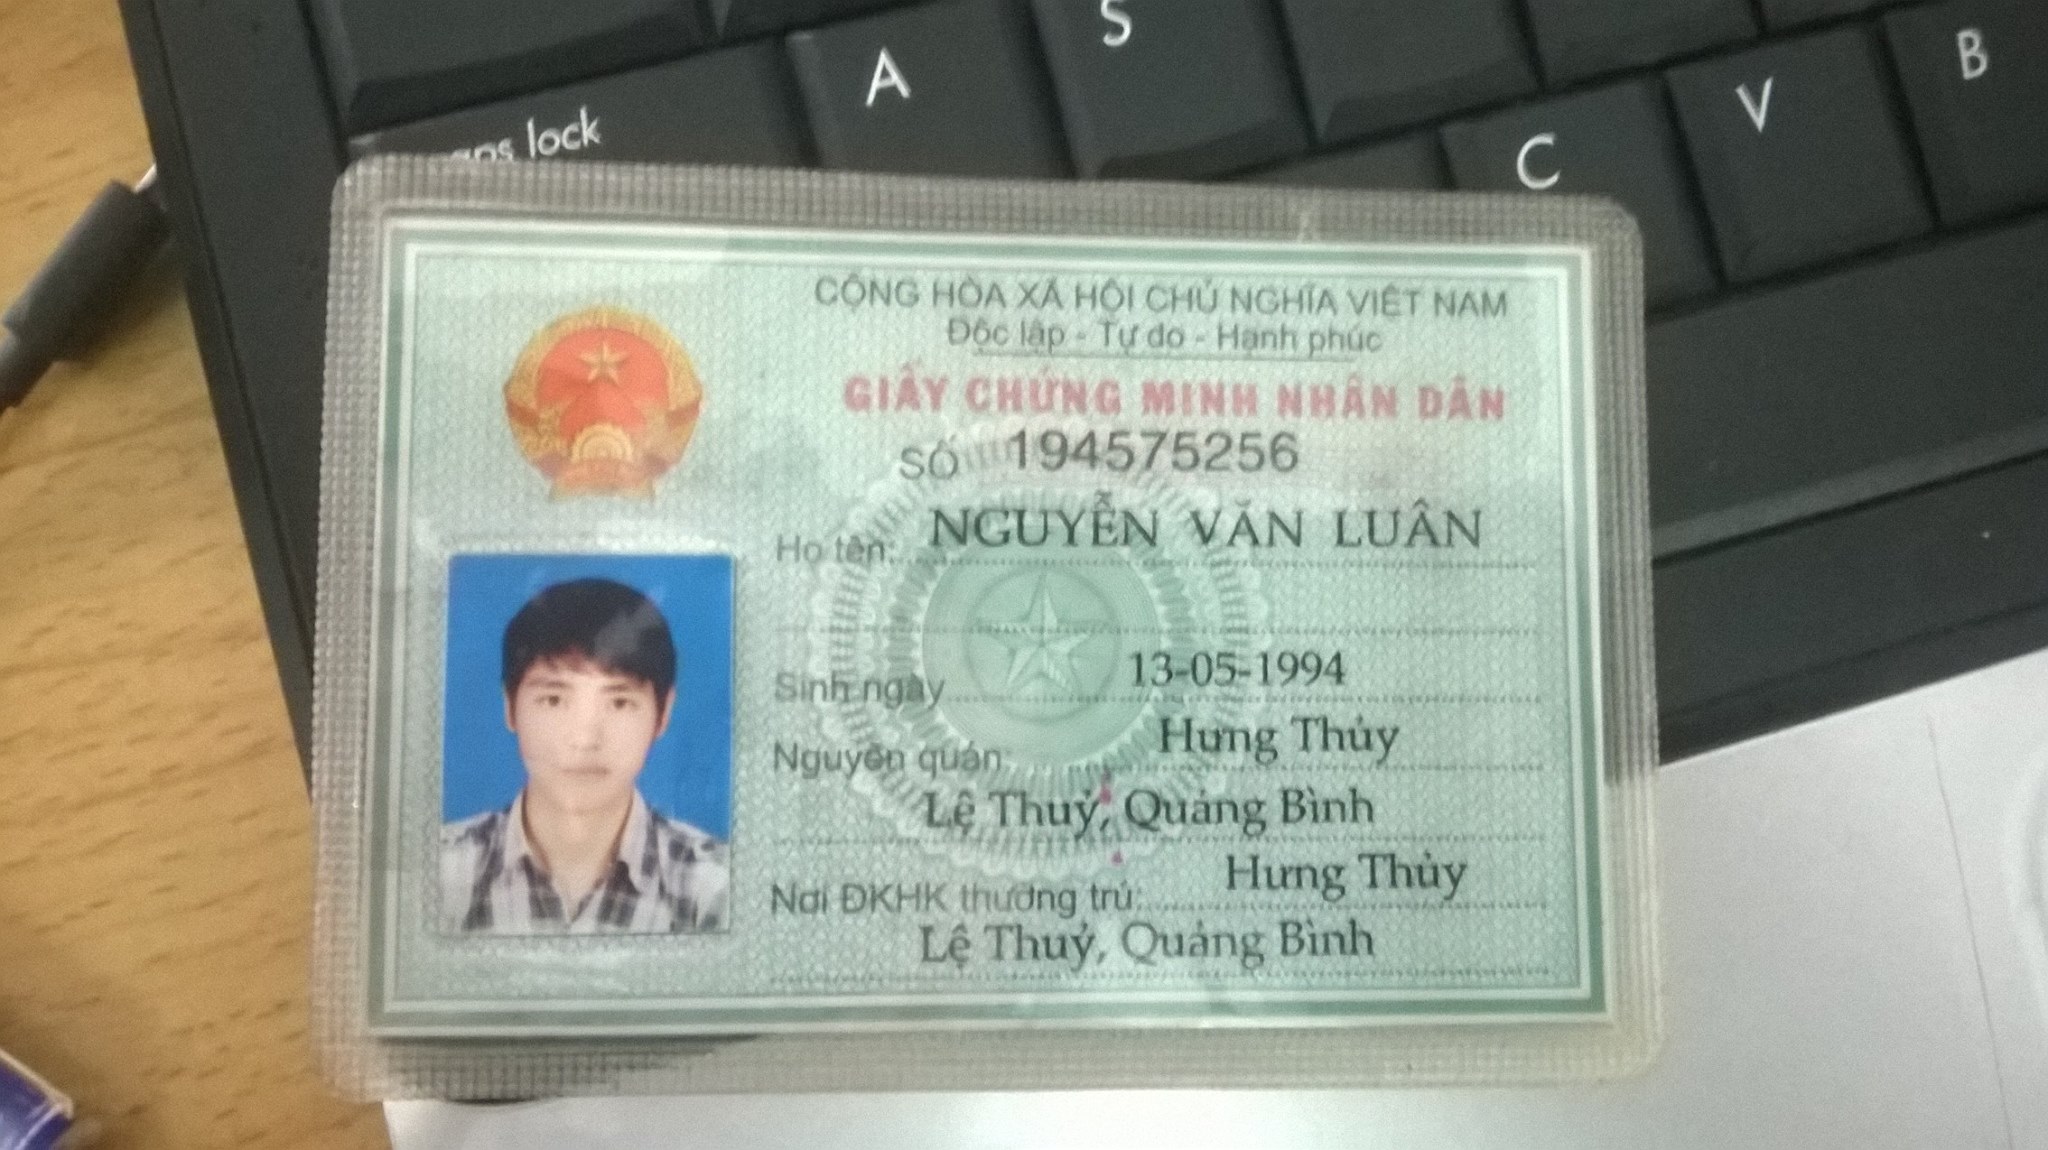 A
S
caps lock
C
V
B
CỘNG HÒA XÃ HỘI CHỦ NGHĨA VIỆT NAM
Độc lập - Tự do - Hạnh phúc
GIẤY CHỨNG MINH NHÂN DÂN
SỐ 194575256
Họ tên: NGUYỄN VĂN LUÂN
Sinh ngày 13-05-1994
Nguyên quán: Hưng Thủy
Lệ Thuỷ, Quảng Bình
Nơi ĐKHK thường trú: Hưng Thủy
Lệ Thuỷ, Quảng Bình